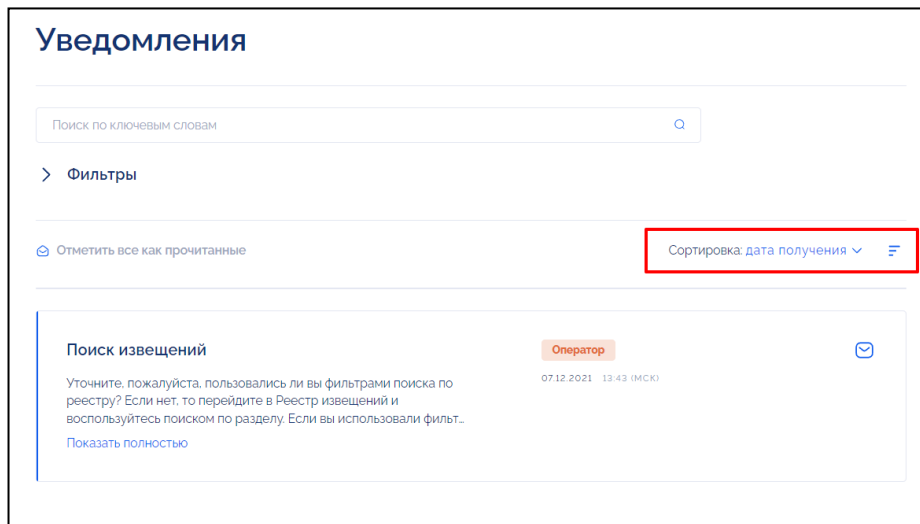 Уведомления
Поиск по ключевым словам
Фильтры
Отметить все как прочитанные
Сортировка: дата получения
Поиск извещений
Оператор
07.12.2021 13:43 (МСК)
Уточните, пожалуйста, пользовались ли вы фильтрами поиска по
реестру? Если нет, то перейдите в Реестр извещений и
воспользуйтесь поиском по разделу. Если вы использовали фильт...
Показать полностью